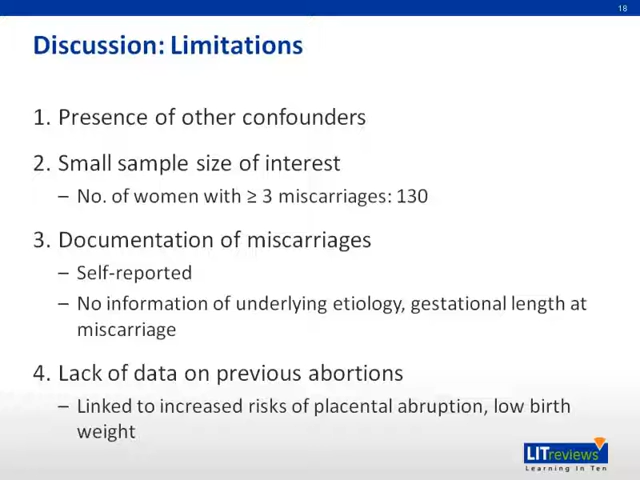 18
Discussion: Limitations
1. Presence of other confounders
2. Small sample size of interest
– No. of women with ≥ 3 miscarriages: 130
3. Documentation of miscarriages
– Self-reported
– No information of underlying etiology, gestational length at
miscarriage
4. Lack of data on previous abortions
– Linked to increased risks of placental abruption, low birth
weight
LITreviews
Learning In Ten